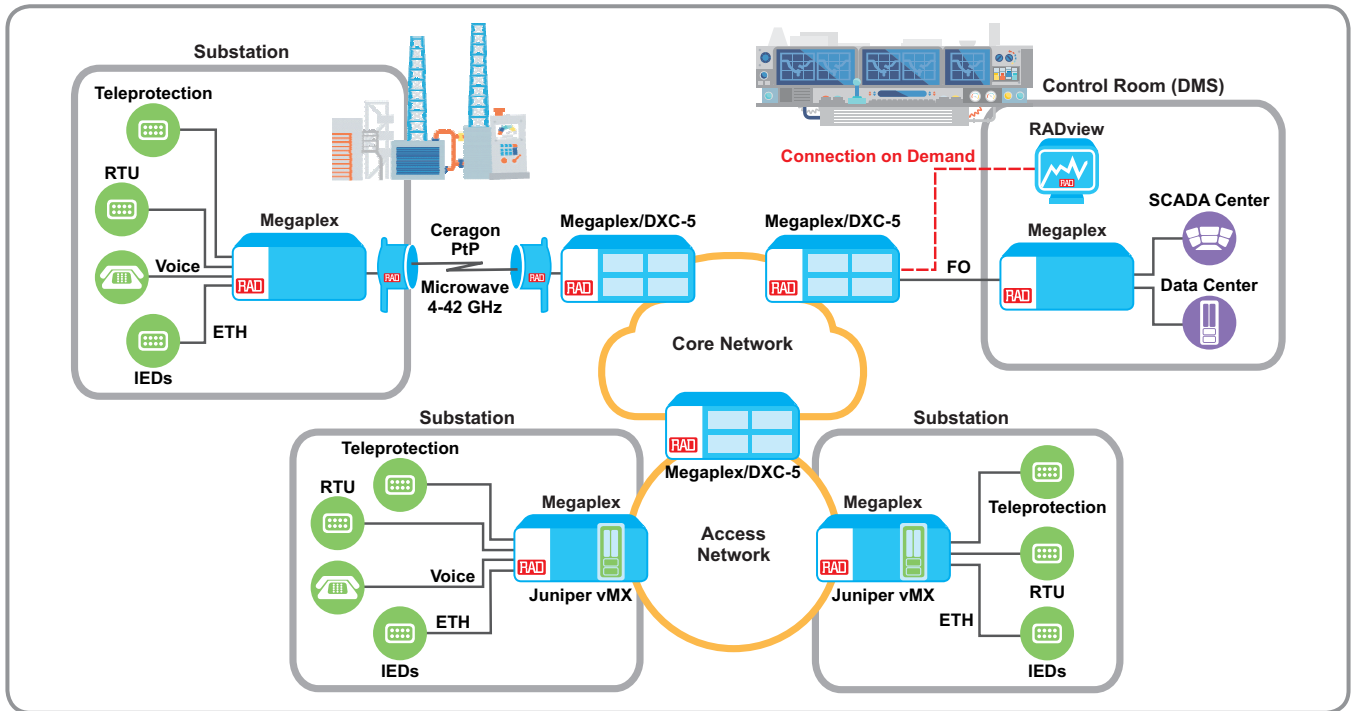 Substation
Teleprotection
RTU
Megaplex
Voice
RAD
ETH
IEDs
RAD
Ceragon
PtP
Microwave
4-42 GHz
RAD
Megaplex/DXC-5
RAD
Megaplex/DXC-5
RAD
Connection on Demand
Control Room (DMS)
RADview
RAD
SCADA Center
Megaplex
FO
RAD
Data Center
Core Network
RAD
Megaplex/DXC-5
Access
Network
Substation
Teleprotection
RTU
Megaplex
Voice
RAD
Juniper vMX
ETH
IEDs
Substation
Megaplex
Teleprotection
RAD
Juniper vMX
RTU
ETH
IEDs